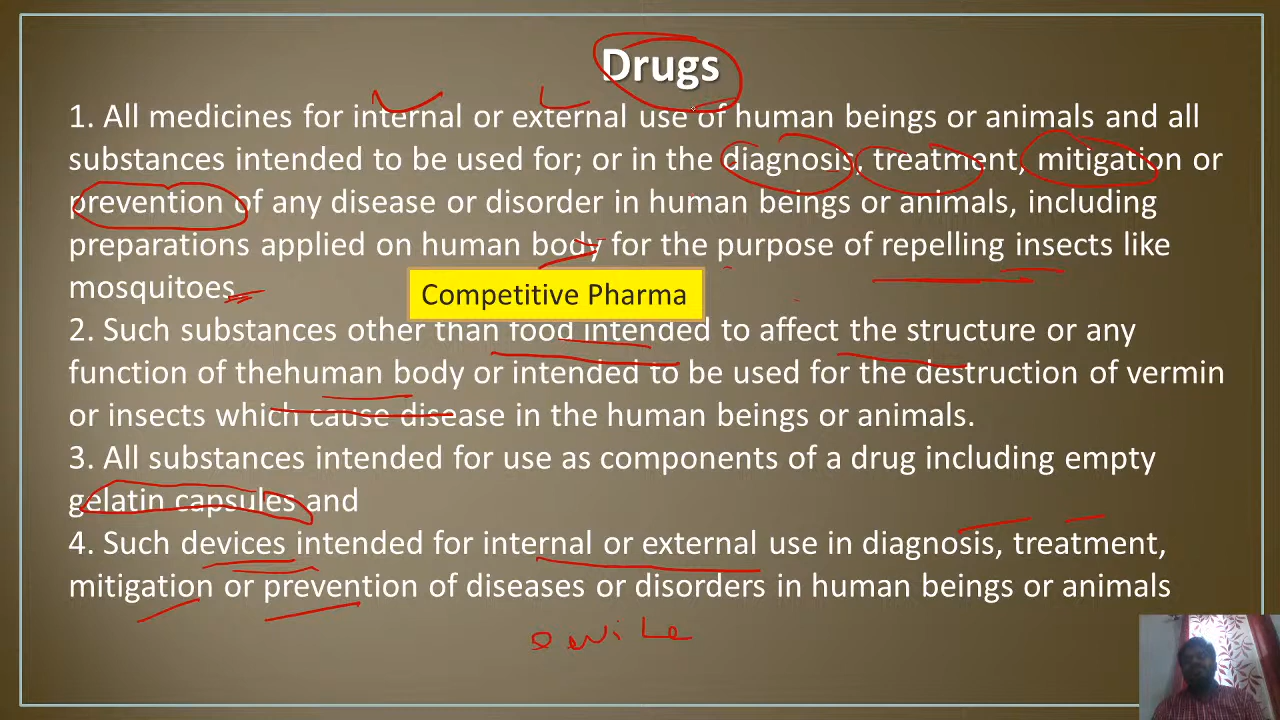 Drugs
1. All medicines for internal or external use of human beings or animals and all
substances intended to be used for; or in the diagnosis, treatment, mitigation or
prevention of any disease or disorder in human beings or animals, including
preparations applied on human body for the purpose of repelling insects like
mosquitoes
Competitive Pharma
2. Such substances other than food intended to affect the structure or any
function of thehuman body or intended to be used for the destruction of vermin
or insects which cause disease in the human beings or animals.
3. All substances intended for use as components of a drug including empty
gelatin capsules and
4. Such devices intended for internal or external use in diagnosis, treatment,
mitigation or prevention of diseases or disorders in human beings or animals